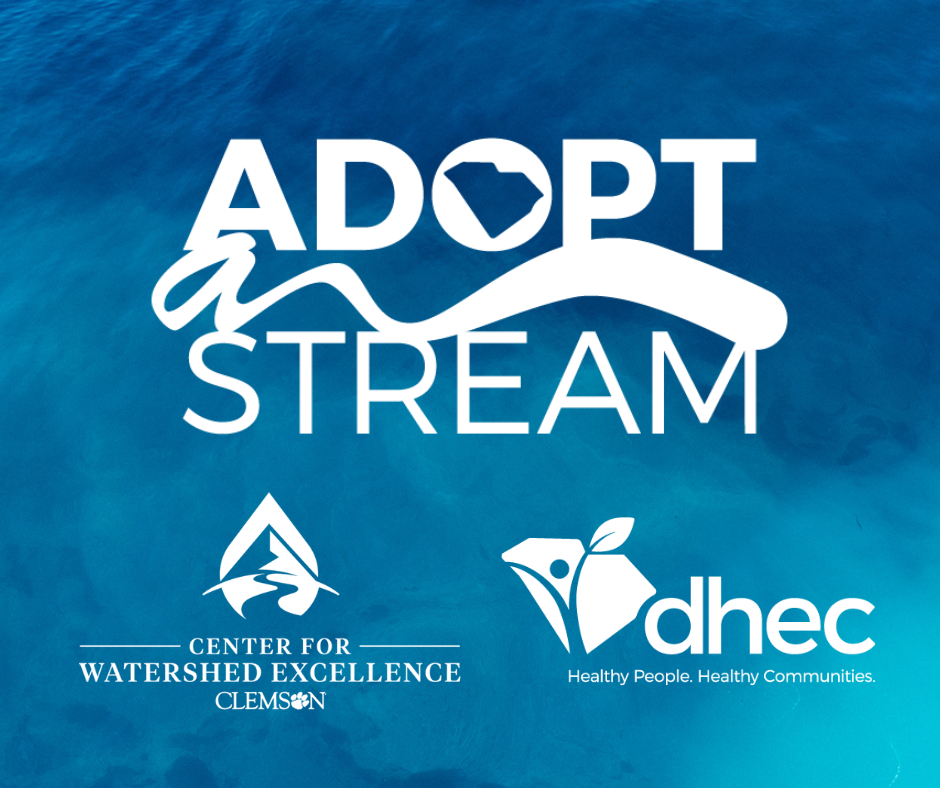 ADOPT
a
STREAM
CENTER FOR
WATERSHED EXCELLENCE
CLEMSON
dhec
Healthy People. Healthy Communities.